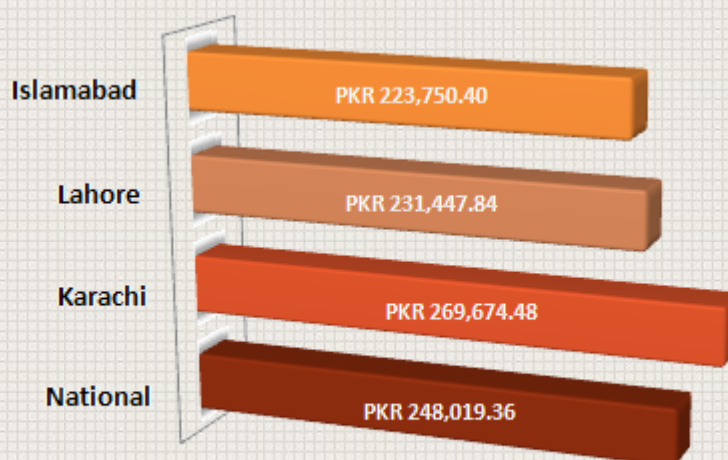 Islamabad PKR 223,750.40
Lahore PKR 231,447.84
Karachi PKR 269,674.48
National PKR 248,019.36